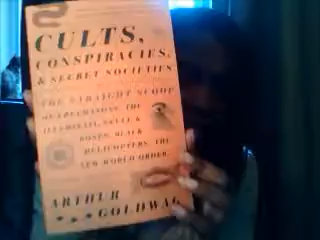 CULTS,
CONSPIRACIES,
& SECRET SOCIETIES
THE STRAIGHT SCOOP
ON FREEMASONS, THE
ILLUMINATI, SKULL &
BONES, BLACK
HELICOPTERS, THE
NEW WORLD ORDER,
ARTHUR
GOLDWAG